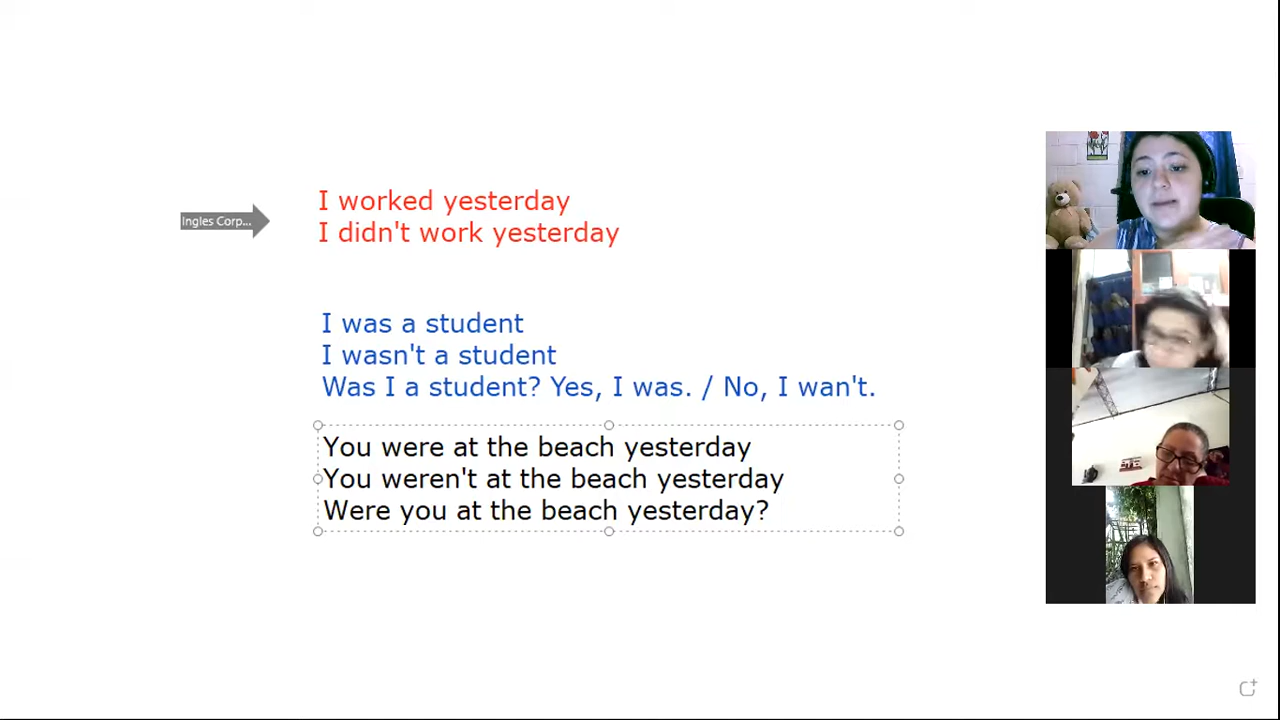 Ingles Corp...
I worked yesterday
I didn't work yesterday
I was a student
I wasn't a student
Was I a student? Yes, I was. / No, I wan't.
You were at the beach yesterday
You weren't at the beach yesterday
Were you at the beach yesterday?